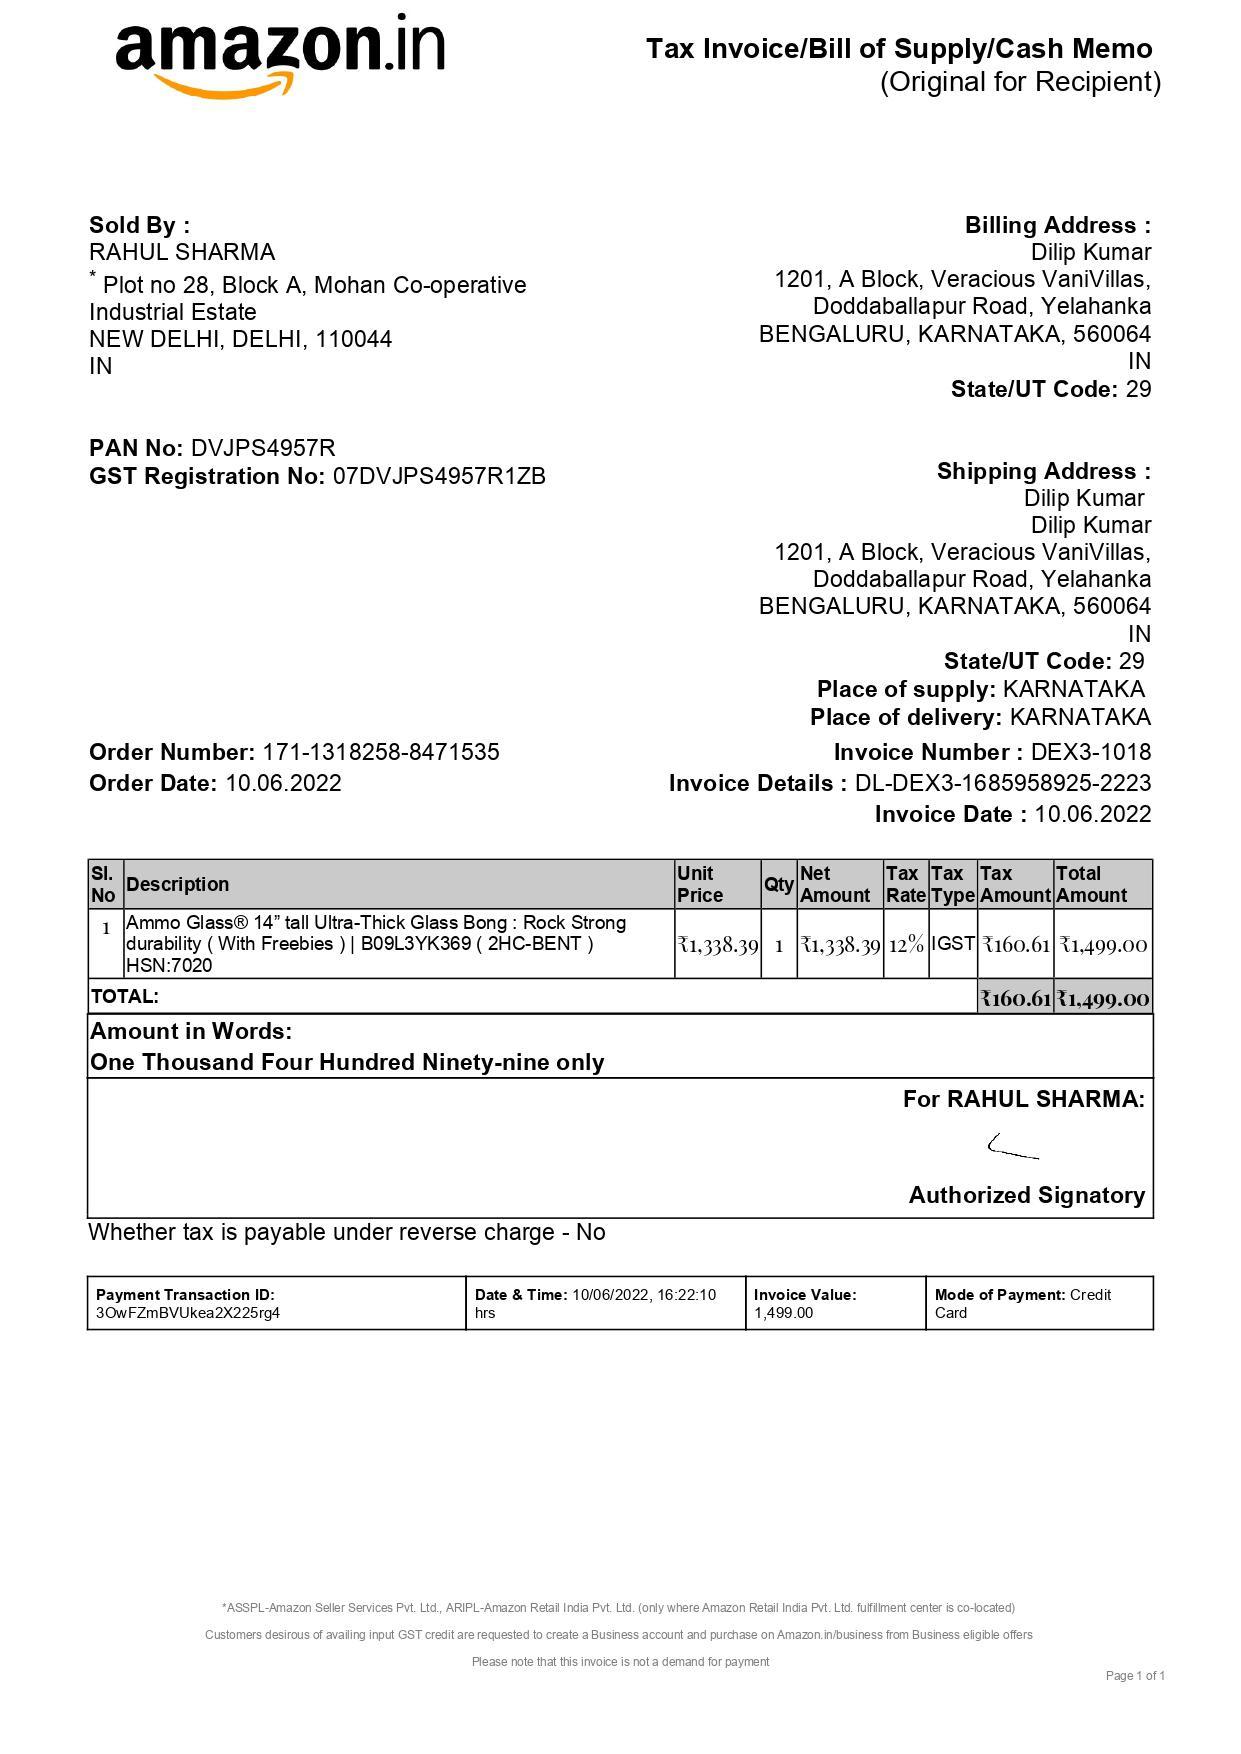 amazon.in
Tax Invoice/Bill of Supply/Cash Memo
(Original for Recipient)
Sold By :
RAHUL SHARMA
* Plot no 28, Block A, Mohan Co-operative
Industrial Estate
NEW DELHI, DELHI, 110044
IN
PAN No: DVJPS4957R
GST Registration No: 07DVJPS4957R1ZB
Billing Address :
Dilip Kumar
1201, A Block, Veracious VaniVillas,
Doddaballapur Road, Yelahanka
BENGALURU, KARNATAKA, 560064
IN
State/UT Code: 29
Shipping Address :
Dilip Kumar
Dilip Kumar
1201, A Block, Veracious VaniVillas,
Doddaballapur Road, Yelahanka
BENGALURU, KARNATAKA, 560064
IN
State/UT Code: 29
Place of supply: KARNATAKA
Place of delivery: KARNATAKA
Order Number: 171-1318258-8471535
Order Date: 10.06.2022
Invoice Number : DEX3-1018
Invoice Details : DL-DEX3-1685958925-2223
Invoice Date : 10.06.2022
Sl. No Description Unit Price Qty Net Amount Tax Rate Tax Type Tax Amount Total Amount
1 Ammo Glass® 14” tall Ultra-Thick Glass Bong : Rock Strong
durability ( With Freebies ) | B09L3YK369 ( 2HC-BENT ) ₹1,338.39 1 ₹1,338.39 12% IGST ₹160.61 ₹1,499.00
HSN:7020
TOTAL: ₹160.61 ₹1,499.00
Amount in Words:
One Thousand Four Hundred Ninety-nine only
For RAHUL SHARMA:
Authorized Signatory
Whether tax is payable under reverse charge - No
Payment Transaction ID:
3OwFZmBVUkea2X225rg4
Date & Time: 10/06/2022, 16:22:10
hrs
Invoice Value:
1,499.00
Mode of Payment: Credit
Card
*ASSPL-Amazon Seller Services Pvt. Ltd., ARIPL-Amazon Retail India Pvt. Ltd. (only where Amazon Retail India Pvt. Ltd. fulfillment center is co-located)
Customers desirous of availing input GST credit are requested to create a Business account and purchase on Amazon.in/business from Business eligible offers
Please note that this invoice is not a demand for payment
Page 1 of 1